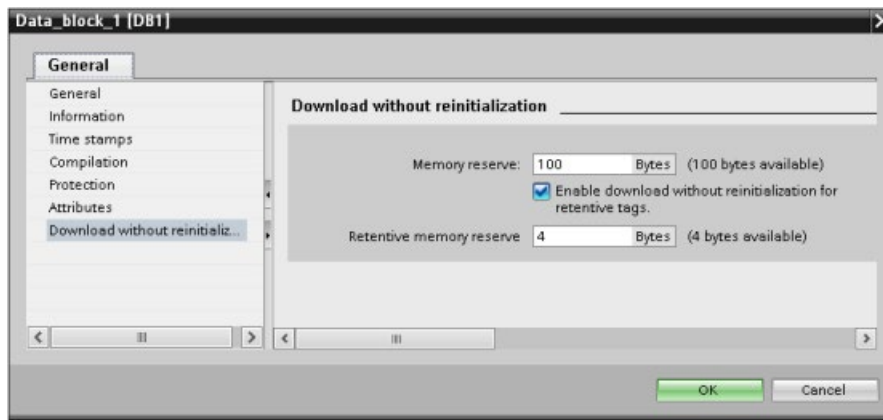 Data_block_1 [DB1]
General
General
Information
Time stamps
Compilation
Protection
Attributes
Download without reinitializ...
Download without reinitialization
Memory reserve: 100 Bytes (100 bytes available)
Enable download without reinitialization for
retentive tags.
Retentive memory reserve 4 Bytes (4 bytes available)
OK Cancel